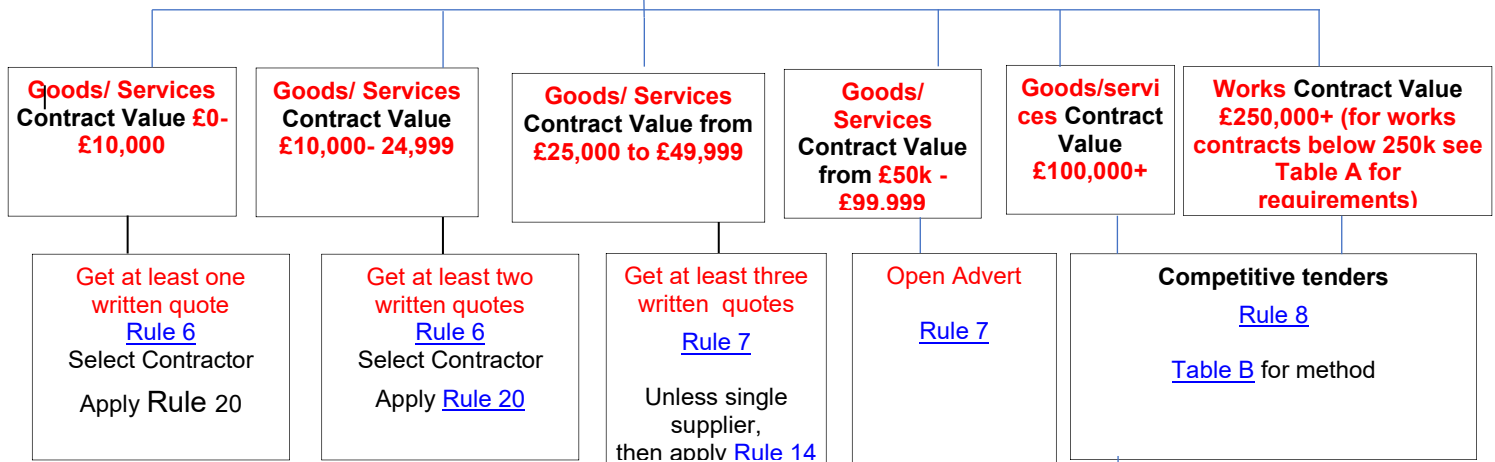 Goods/ Services
Contract Value £0-
£10,000
Goods/ Services
Contract Value
£10,000- 24,999
Goods/ Services
Contract Value from
£25,000 to £49,999
Goods/
Services
Contract Value
from £50k -
£99,999
Goods/servi
ces Contract
Value
£100,000+
Works Contract Value
£250,000+ (for works
contracts below 250k see
Table A for
requirements)
Get at least one
written quote
Rule 6
Select Contractor
Apply Rule 20
Get at least two
written quotes
Rule 6
Select Contractor
Apply Rule 20
Get at least three
written quotes
Rule 7
Unless single
supplier,
then apply Rule 14
Open Advert
Rule 7
Competitive tenders
Rule 8
Table B for method